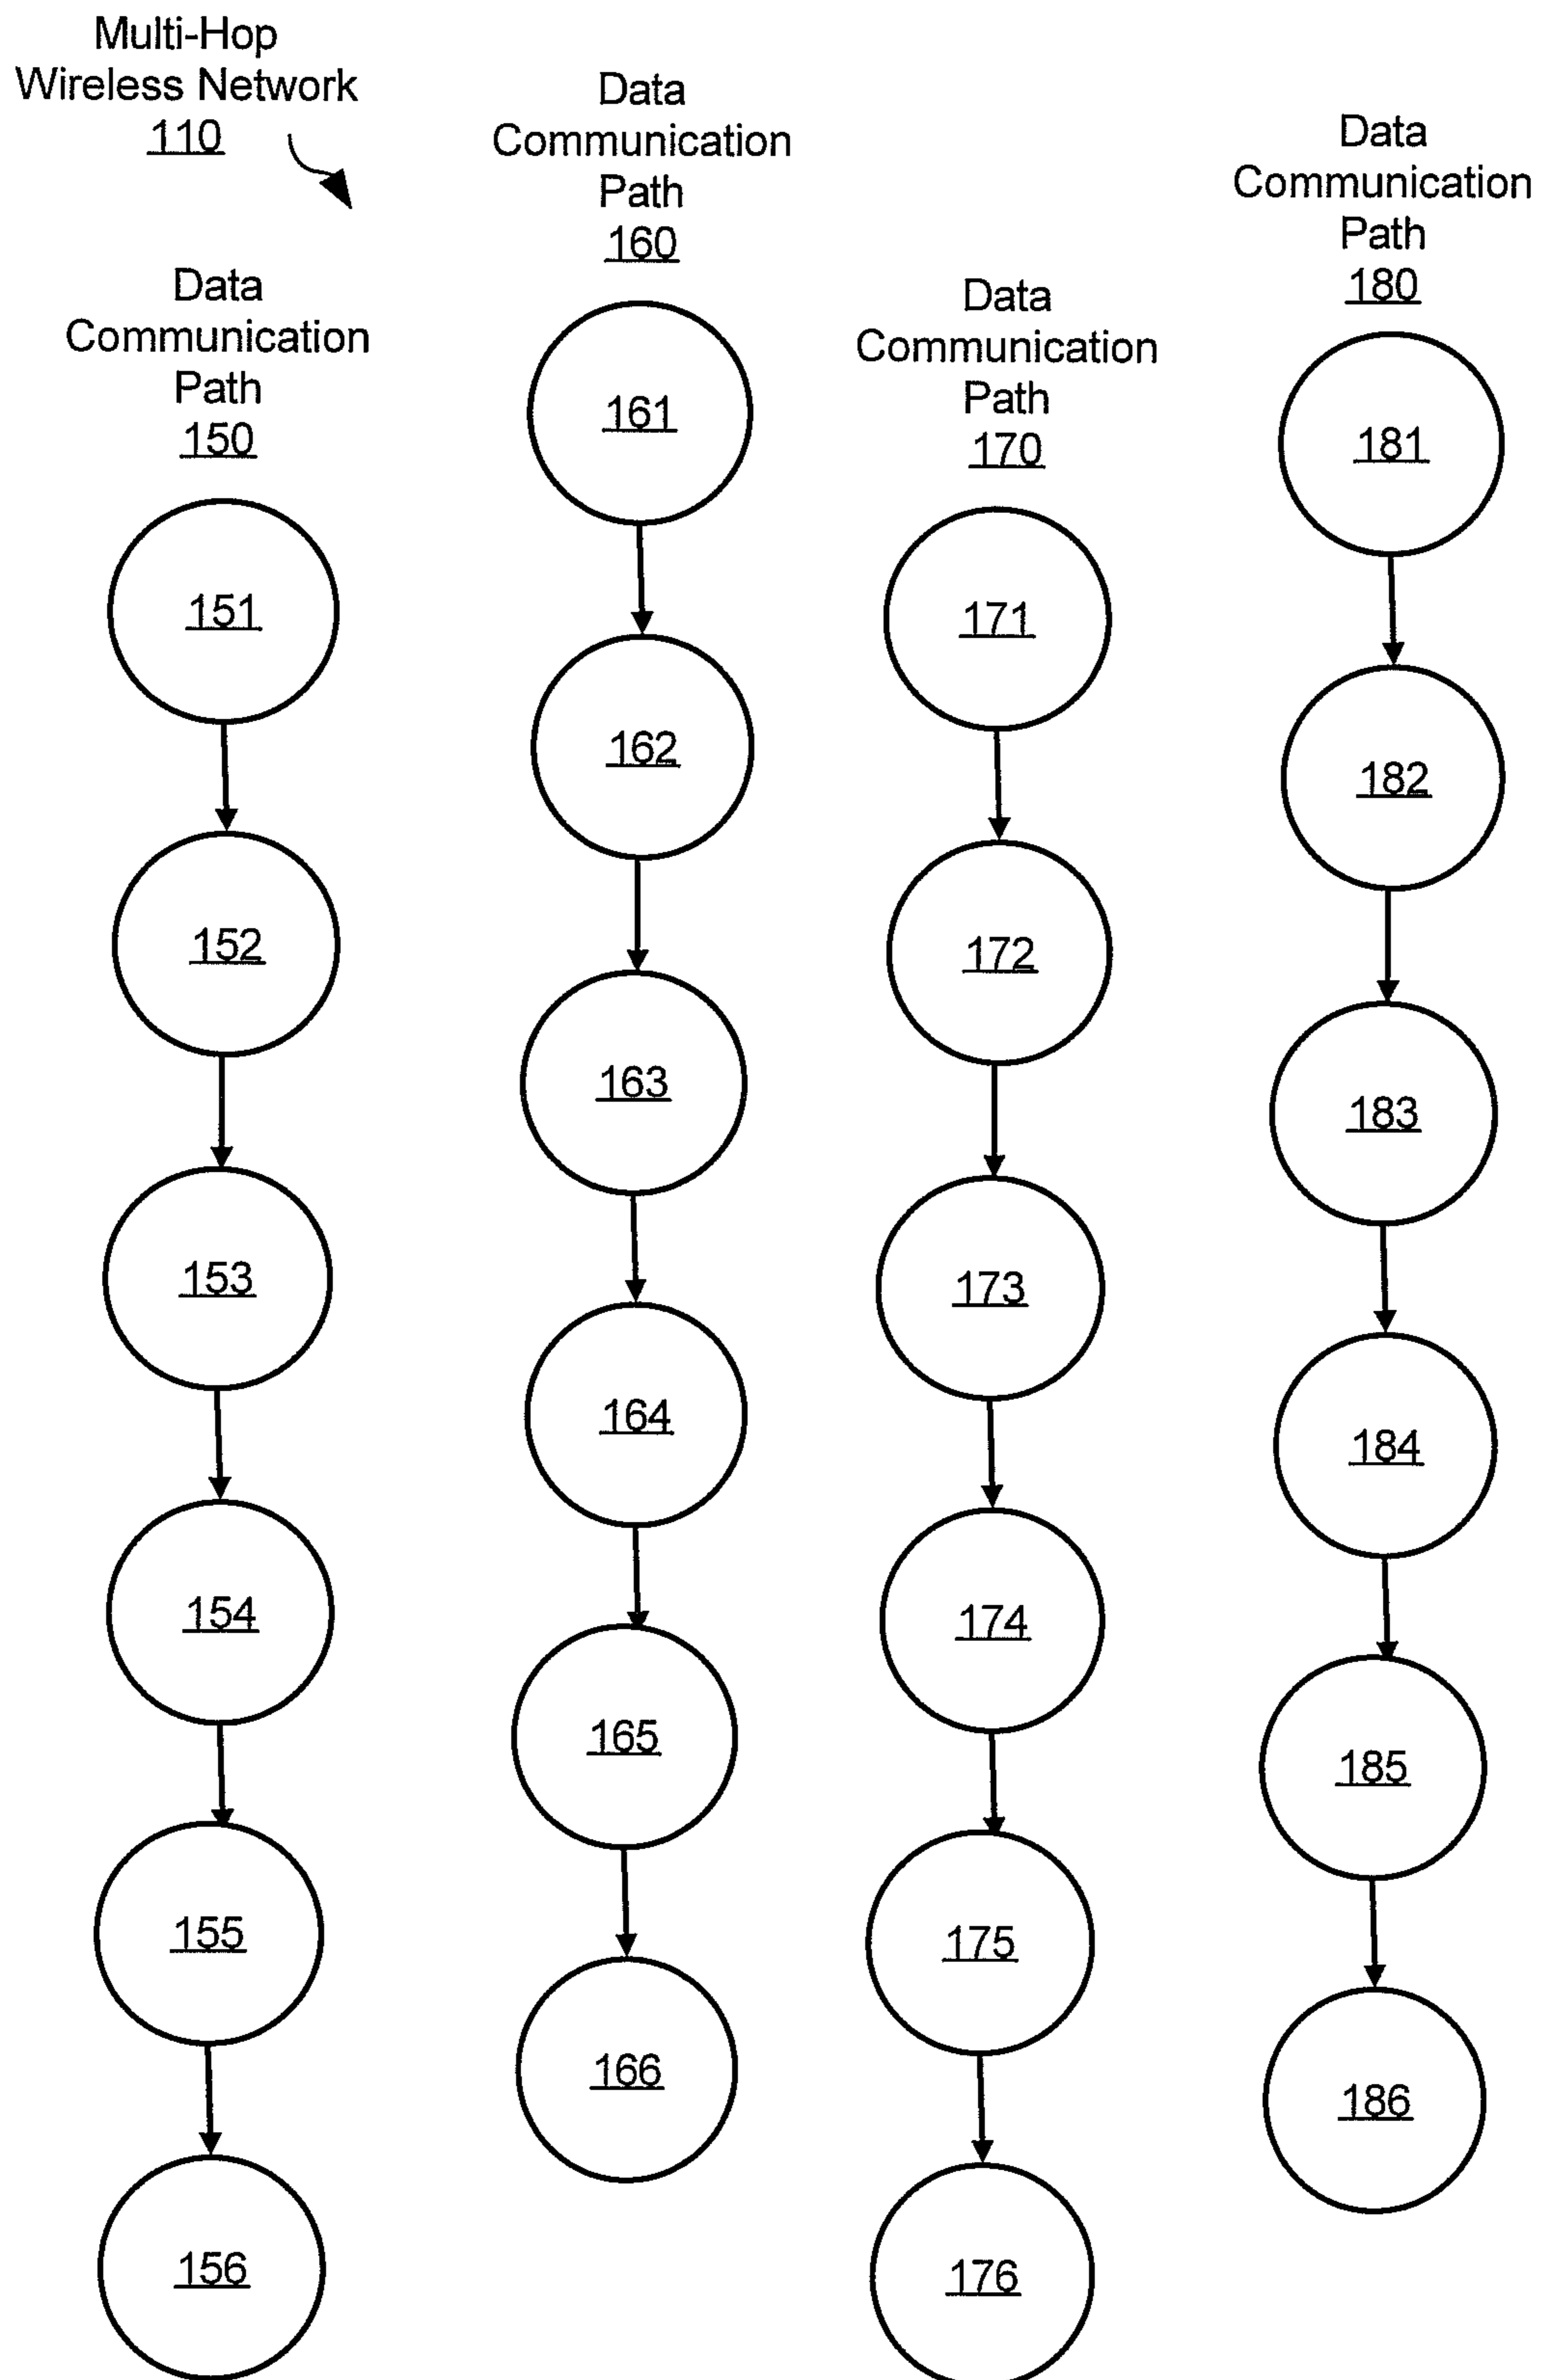 Multi-Hop
Wireless Network
110
Data
Communication
Path
150
151
152
153
154
155
156
Data
Communication
Path
160
161
162
163
164
165
166
Data
Communication
Path
170
171
172
173
174
175
176
Data
Communication
Path
180
181
182
183
184
185
186